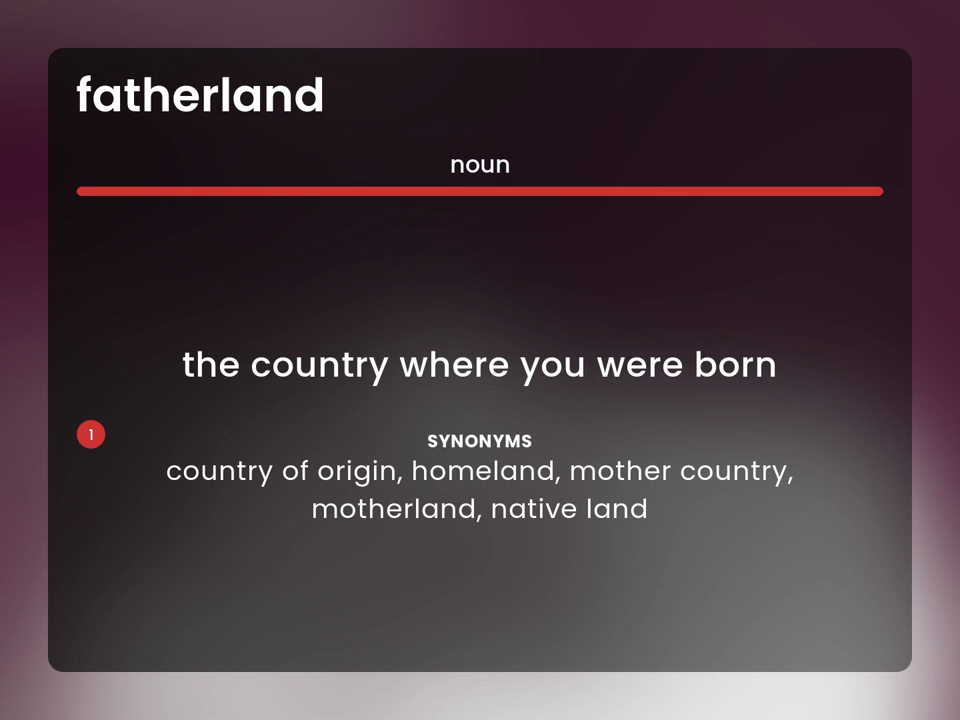 fatherland
noun
the country where you were born
1
SYNONYMS
country of origin, homeland, mother country,
motherland, native land